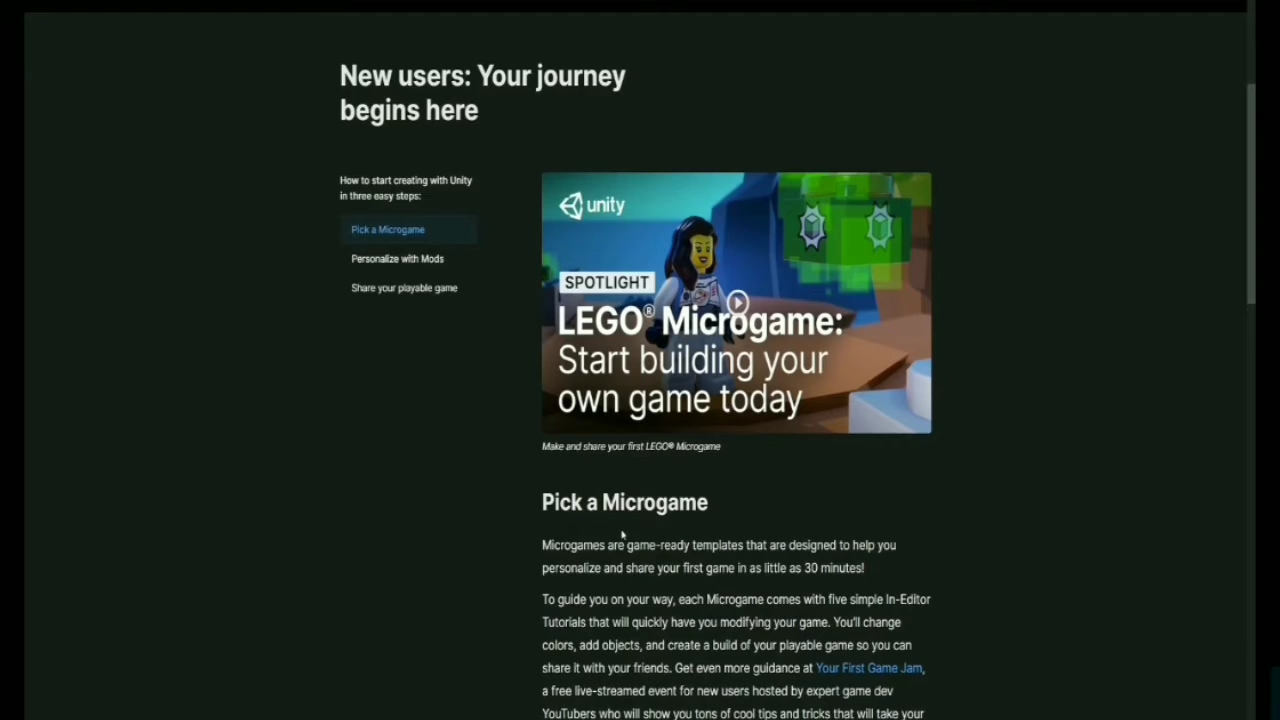 New users: Your journey
begins here
How to start creating with Unity
in three easy steps:
Pick a Microgame
Personalize with Mods
Share your playable game
unity
SPOTLIGHT
LEGO® Microgame:
Start building your
own game today
Make and share your first LEGO® Microgame
Pick a Microgame
Microgames are game-ready templates that are designed to help you
personalize and share your first game in as little as 30 minutes!
To guide you on your way, each Microgame comes with five simple In-Editor
Tutorials that will quickly have you modifying your game. You'll change
colors, add objects, and create a build of your playable game so you can
share it with your friends. Get even more guidance at Your First Game Jam,
a free live-streamed event for new users hosted by expert game dev
YouTubers who will show you tons of cool tips and tricks that will take your